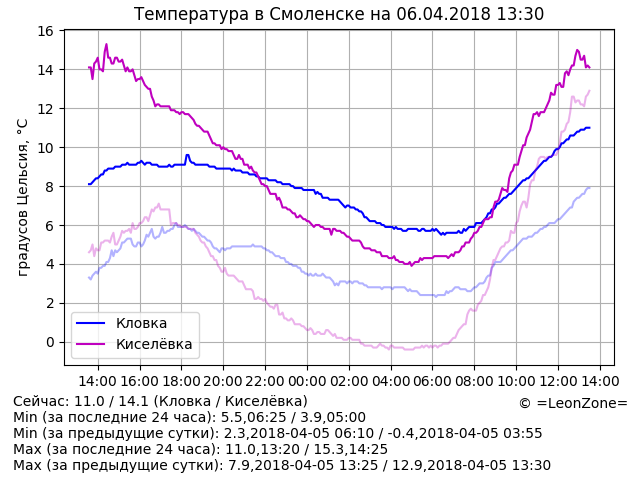 Температура в Смоленске на 06.04.2018 13:30
градусов Цельсия, °C
16
14
12
10
8
6
4
2
0
Кловка
Киселёвка
14:00 16:00 18:00 20:00 22:00 00:00 02:00 04:00 06:00 08:00 10:00 12:00 14:00
Сейчас: 11.0 / 14.1 (Кловка / Киселёвка)
© =LeonZone=
Min (за последние 24 часа): 5.5,06:25 / 3.9,05:00
Min (за предыдущие сутки): 2.3,2018-04-05 06:10 / -0.4,2018-04-05 03:55
Max (за последние 24 часа): 11.0,13:20 / 15.3,14:25
Max (за предыдущие сутки): 7.9,2018-04-05 13:25 / 12.9,2018-04-05 13:30